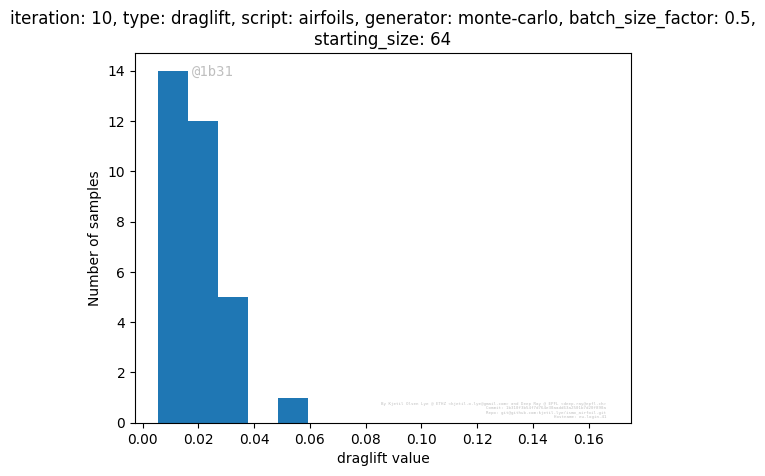 iteration: 10, type: draglift, script: airfoils, generator: monte-carlo, batch_size_factor: 0.5,
starting_size: 64
@1b31
14
12
10
8
6
4
2
0
Number of samples
0.00 0.02 0.04 0.06 0.08 0.10 0.12 0.14 0.16
draglift value